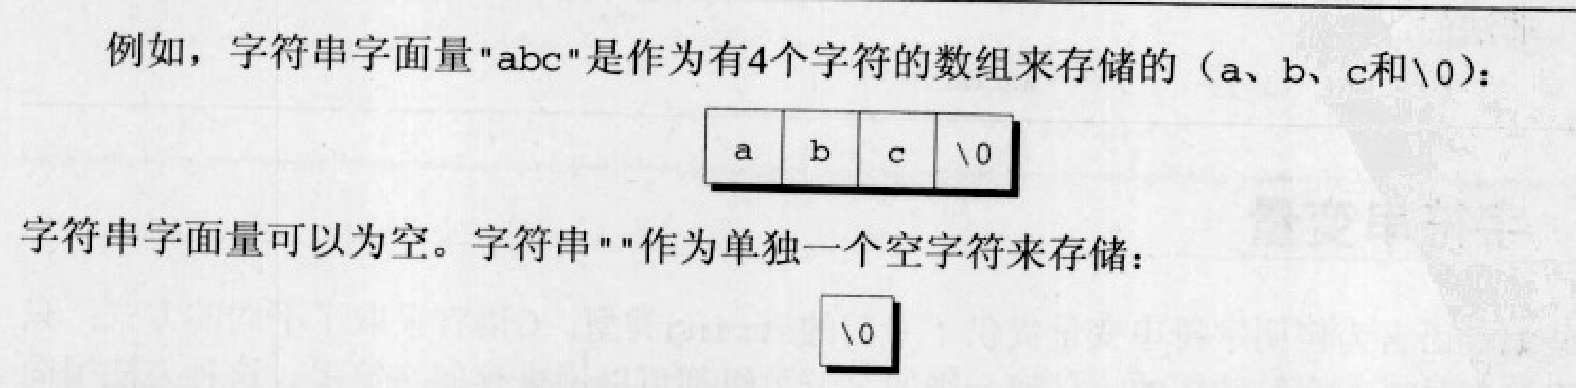 例如，字符串字面量"abc"是作为有4个字符的数组来存储的（a、b、c和\0）：
a b c \0
字符串字面量可以为空。字符串""作为单独一个空字符来存储：
\0